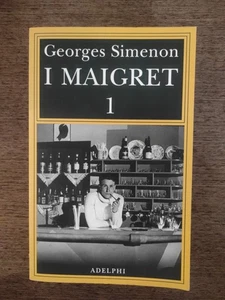 Georges Simenon
I MAIGRET
1
ADELPHI